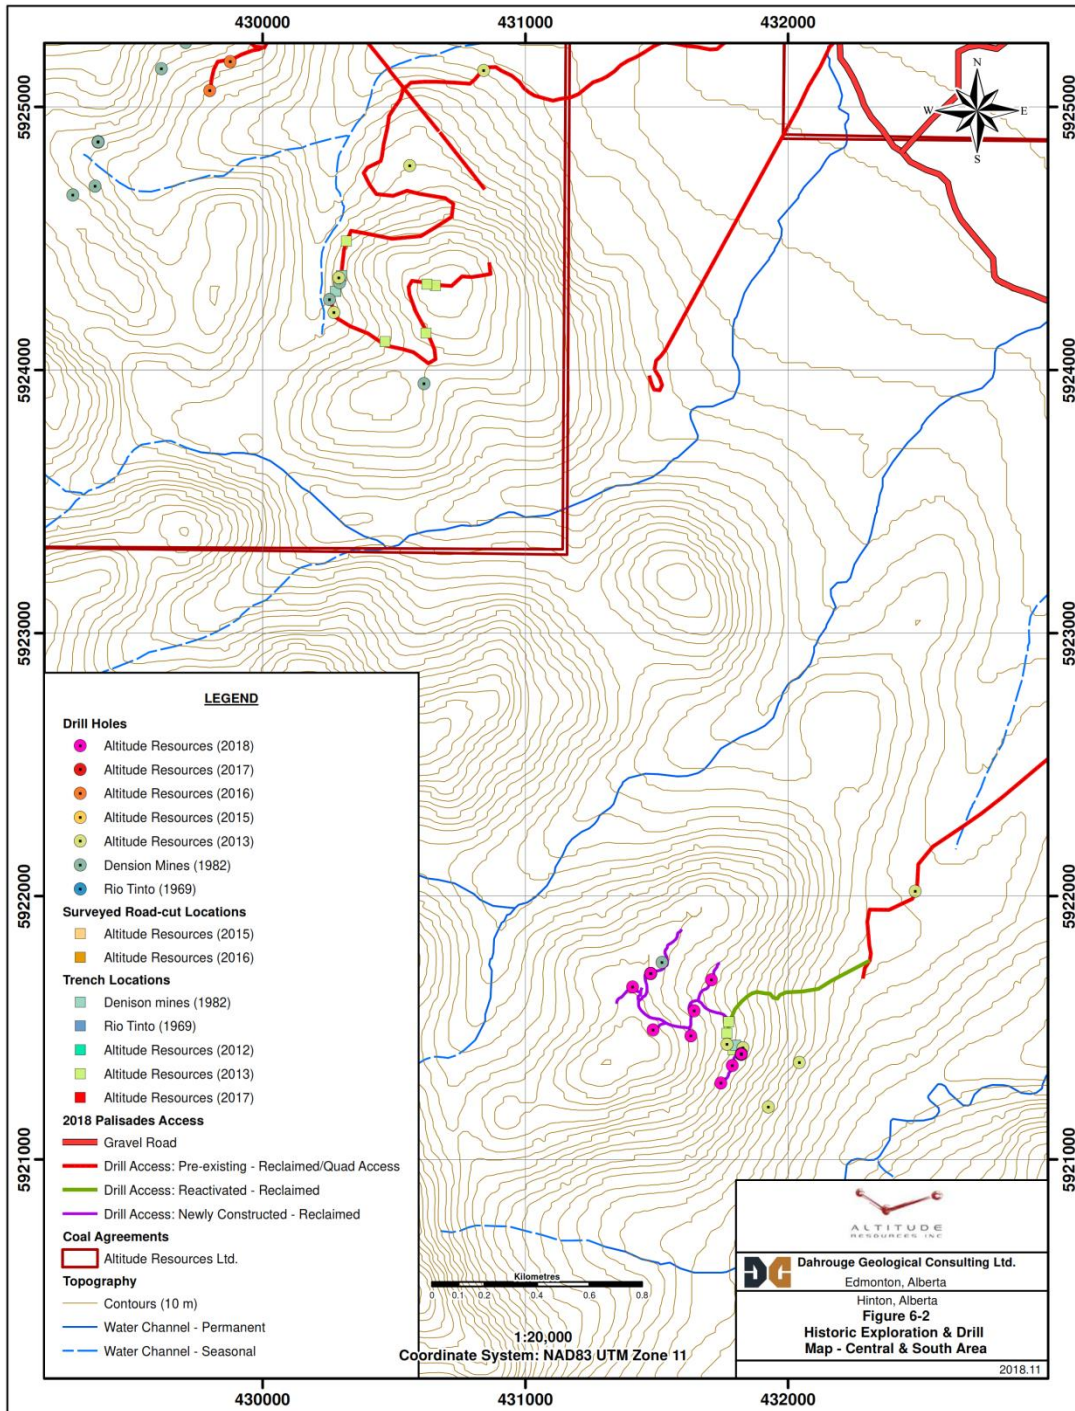 430000
431000
432000
5925000
5925000
N
W
E
S
5924000
5924000
5923000
5923000
LEGEND
Drill Holes
Altitude Resources (2018)
Altitude Resources (2017)
Altitude Resources (2016)
Altitude Resources (2015)
Altitude Resources (2013)
Dension Mines (1982)
Rio Tinto (1969)
Surveyed Road-cut Locations
Altitude Resources (2015)
Altitude Resources (2016)
Trench Locations
Denison mines (1982)
Rio Tinto (1969)
Altitude Resources (2012)
Altitude Resources (2013)
Altitude Resources (2017)
2018 Palisades Access
Gravel Road
Drill Access: Pre-existing - Reclaimed/Quad Access
Drill Access: Reactivated - Reclaimed
Drill Access: Newly Constructed - Reclaimed
Coal Agreements
Altitude Resources Ltd.
Topography
Contours (10 m)
Water Channel - Permanent
Water Channel - Seasonal
5922000
5922000
5921000
5921000
Kilometres
0 0.1 0.2 0.4 0.6 0.8
1:20,000
Coordinate System: NAD83 UTM Zone 11
ALTITUDE
RESOURCES INC
DG
Dahrouge Geological Consulting Ltd.
Edmonton, Alberta
Hinton, Alberta
Figure 6-2
Historic Exploration & Drill
Map - Central & South Area
2018.11
430000
431000
432000